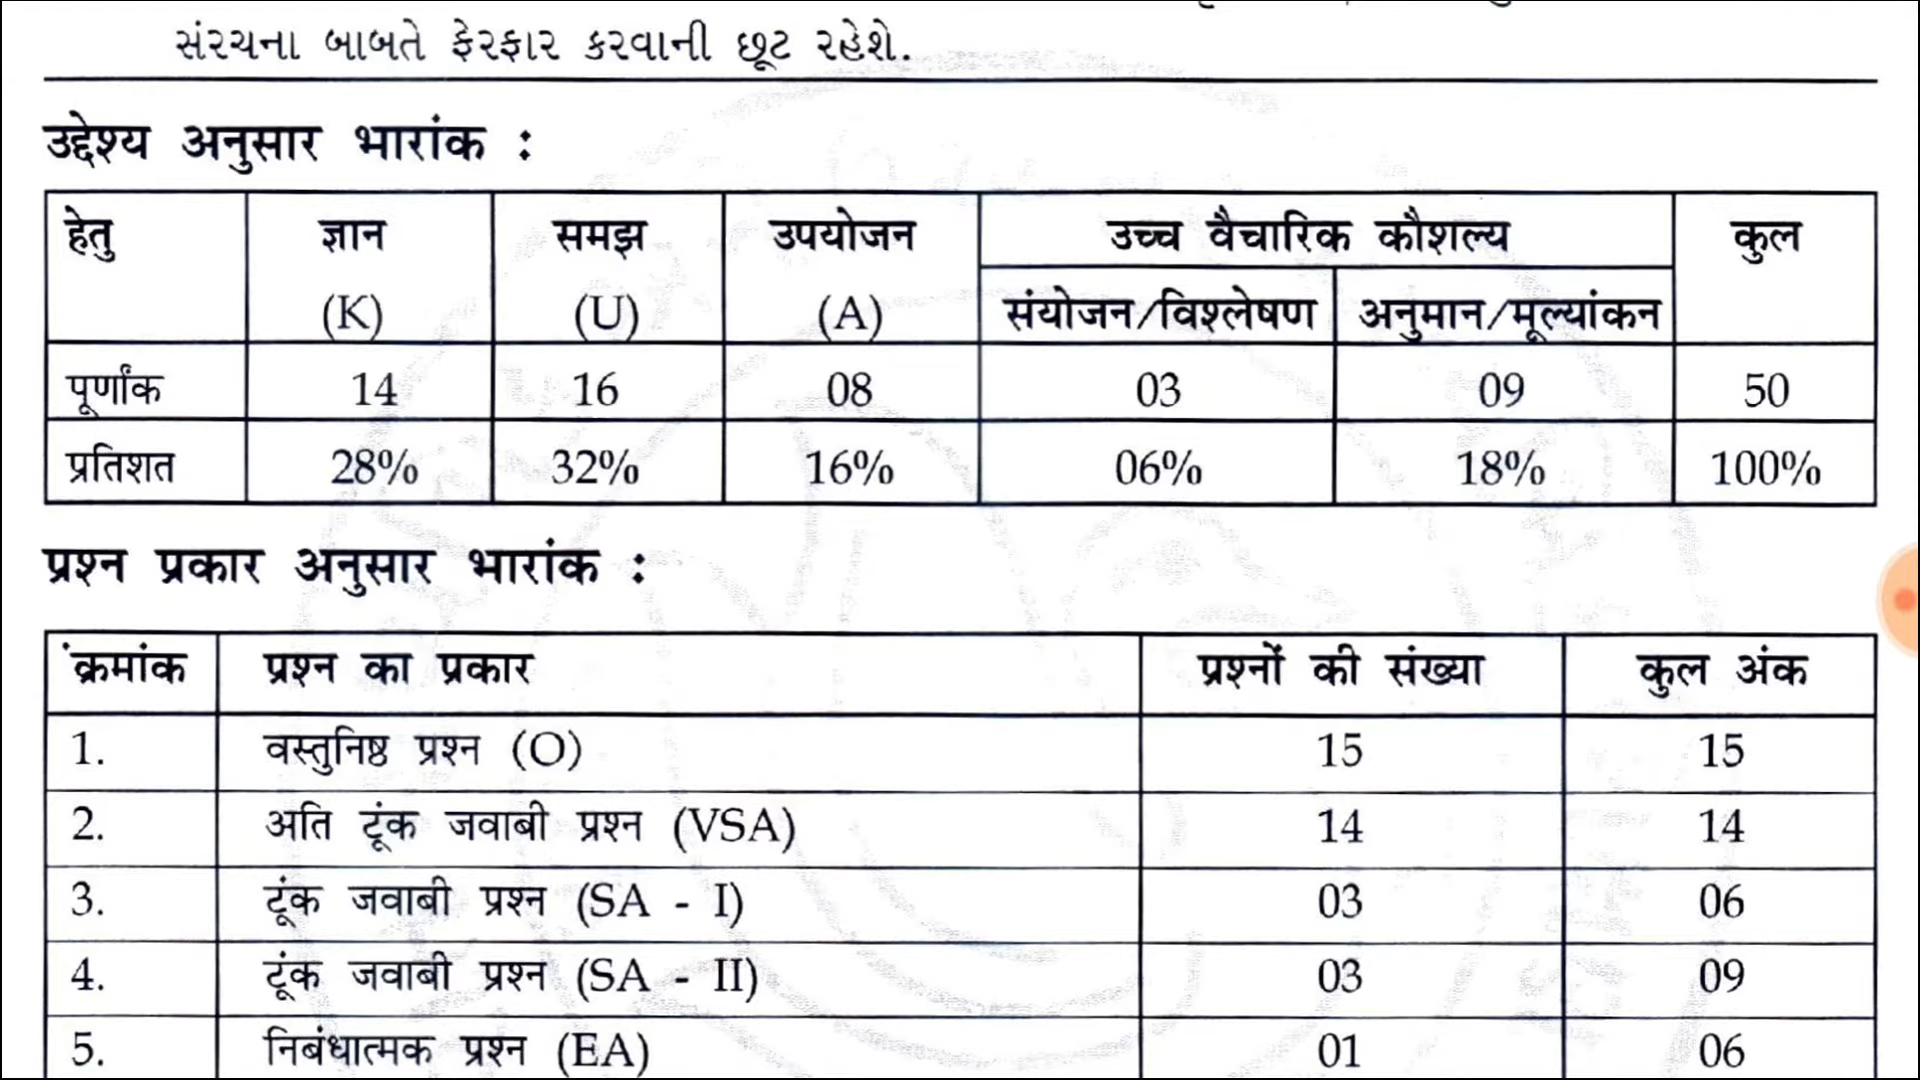 સંરચના બાબતે ફેરફાર કરવાની છૂટ રહેશે.
उद्देश्य अनुसार भारांक :
हेतु ज्ञान समझ उपयोजन उच्च वैचारिक कौशल्य कुल
(K) (U) (A) संयोजन/विश्लेषण अनुमान/मूल्यांकन
पूर्णांक 14 16 08 03 09 50
प्रतिशत 28% 32% 16% 06% 18% 100%
प्रश्न प्रकार अनुसार भारांक :
क्रमांक प्रश्न का प्रकार प्रश्नों की संख्या कुल अंक
1. वस्तुनिष्ठ प्रश्न (O) 15 15
2. अति टूंक जवाबी प्रश्न (VSA) 14 14
3. टूंक जवाबी प्रश्न (SA - I) 03 06
4. टूंक जवाबी प्रश्न (SA - II) 03 09
5. निबंधात्मक प्रश्न (EA) 01 06